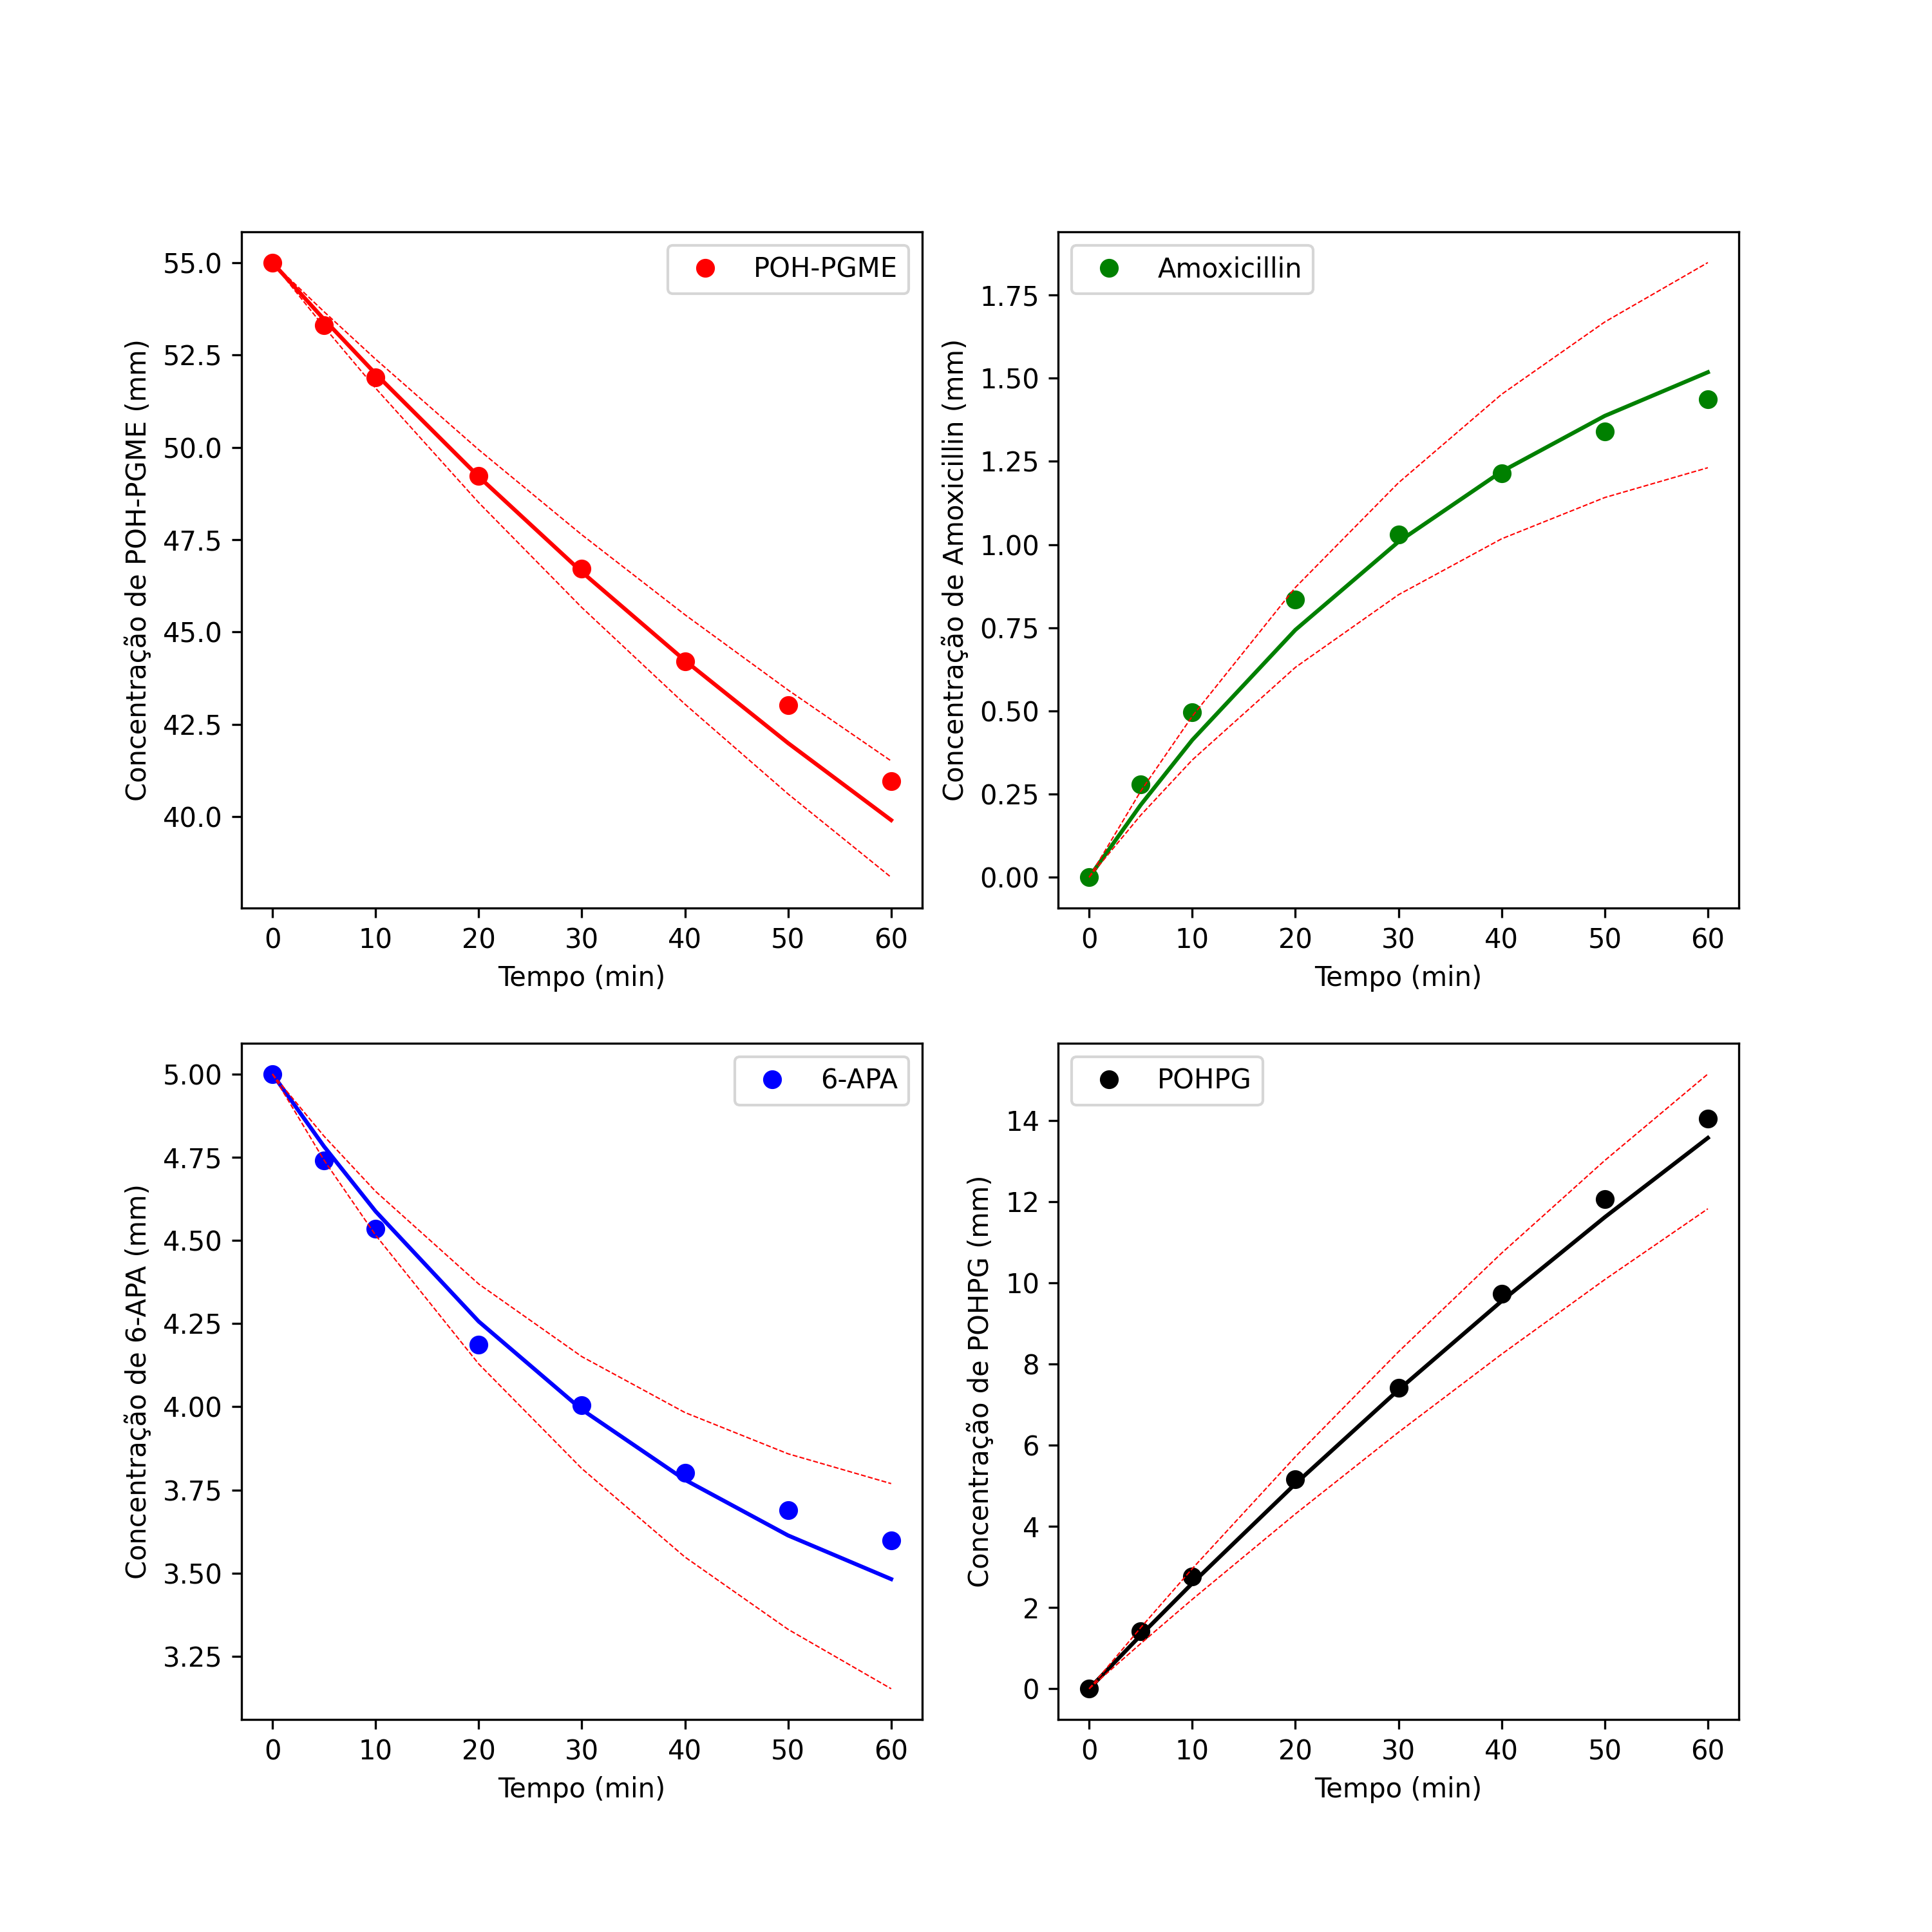 POH-PGME
Concentração de POH-PGME (mm)
55.0
52.5
50.0
47.5
45.0
42.5
40.0
0 10 20 30 40 50 60
Tempo (min)
Amoxicillin
Concentração de Amoxicillin (mm)
1.75
1.50
1.25
1.00
0.75
0.50
0.25
0.00
0 10 20 30 40 50 60
Tempo (min)
6-APA
Concentração de 6-APA (mm)
5.00
4.75
4.50
4.25
4.00
3.75
3.50
3.25
0 10 20 30 40 50 60
Tempo (min)
POHPG
Concentração de POHPG (mm)
14
12
10
8
6
4
2
0
0 10 20 30 40 50 60
Tempo (min)